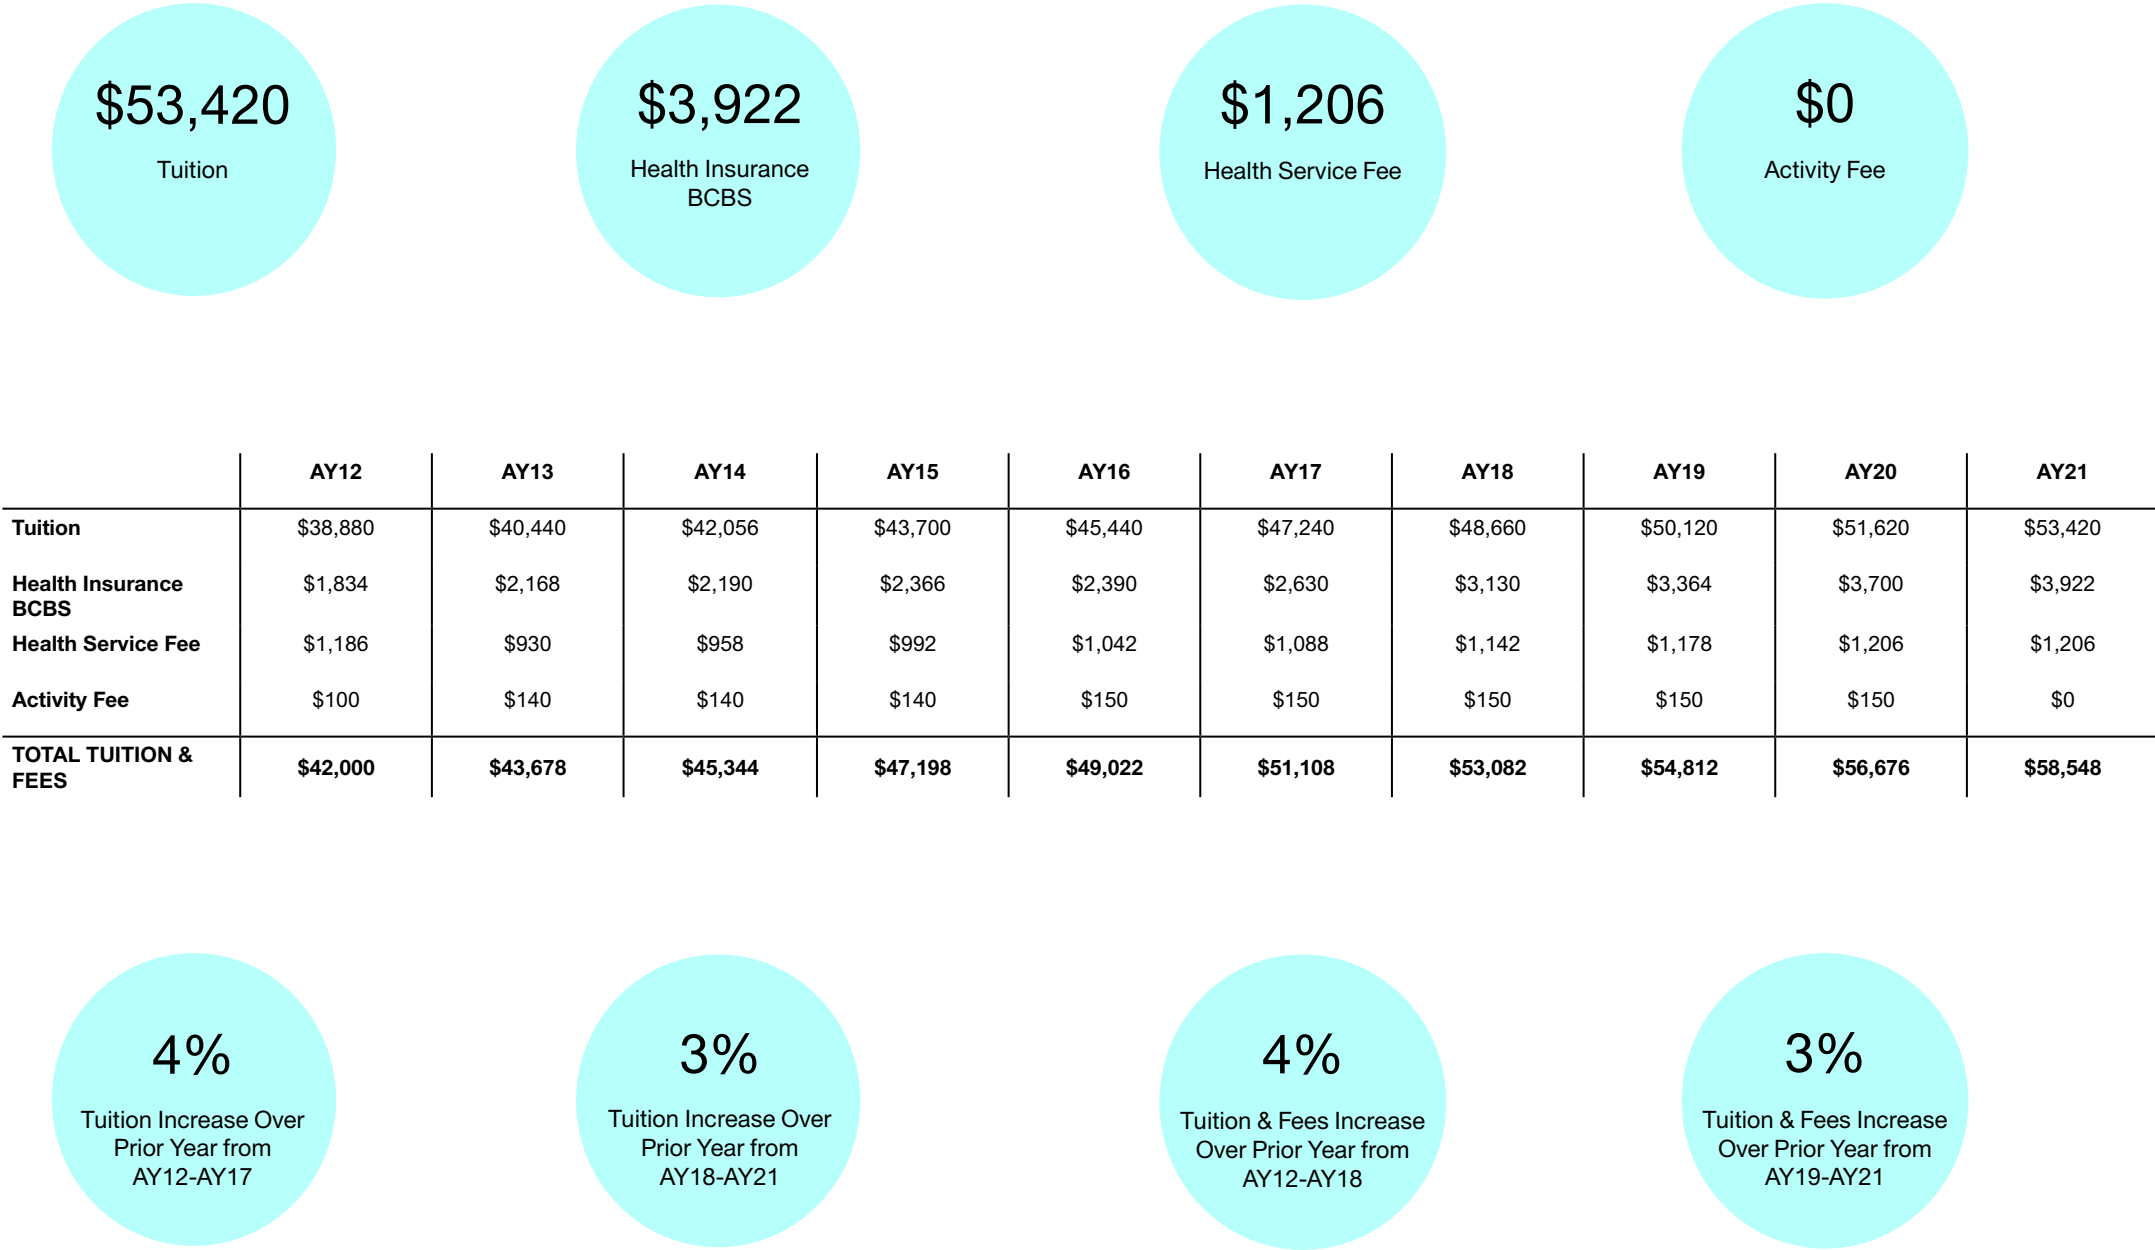 $53,420
Tuition
$3,922
Health Insurance
BCBS
$1,206
Health Service Fee
$0
Activity Fee
AY12 AY13 AY14 AY15 AY16 AY17 AY18 AY19 AY20 AY21
Tuition $38,880 $40,440 $42,056 $43,700 $45,440 $47,240 $48,660 $50,120 $51,620 $53,420
Health Insurance $1,834 $2,168 $2,190 $2,366 $2,390 $2,630 $3,130 $3,364 $3,700 $3,922
BCBS
Health Service Fee $1,186 $930 $958 $992 $1,042 $1,088 $1,142 $1,178 $1,206 $1,206
Activity Fee $100 $140 $140 $140 $150 $150 $150 $150 $150 $0
TOTAL TUITION &
FEES $42,000 $43,678 $45,344 $47,198 $49,022 $51,108 $53,082 $54,812 $56,676 $58,548
4%
Tuition Increase Over
Prior Year from
AY12-AY17
3%
Tuition Increase Over
Prior Year from
AY18-AY21
4%
Tuition & Fees Increase
Over Prior Year from
AY12-AY18
3%
Tuition & Fees Increase
Over Prior Year from
AY19-AY21